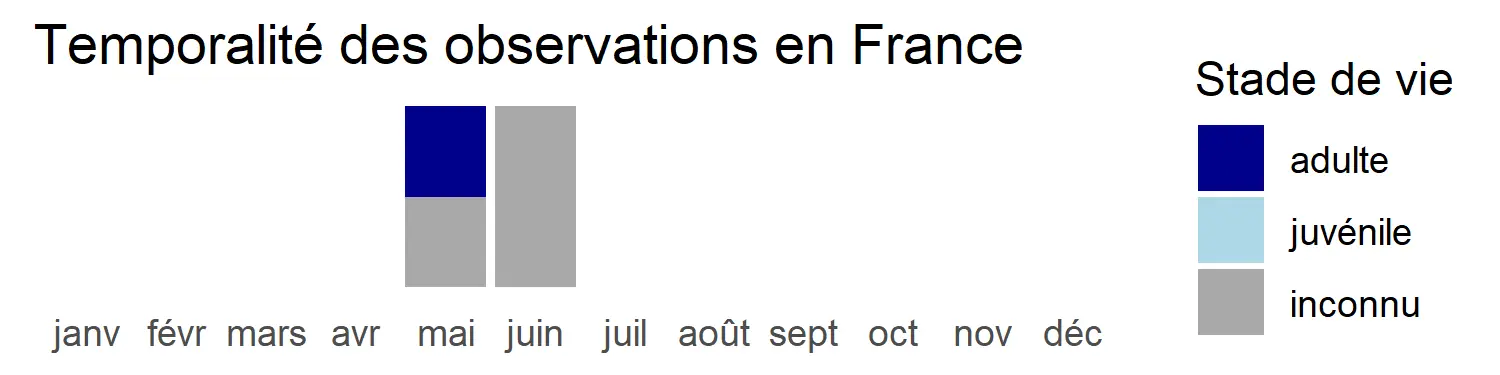 Temporalité des observations en France
janv févr mars avr mai juin juil août sept oct nov déc
Stade de vie
adulte
juvénile
inconnu